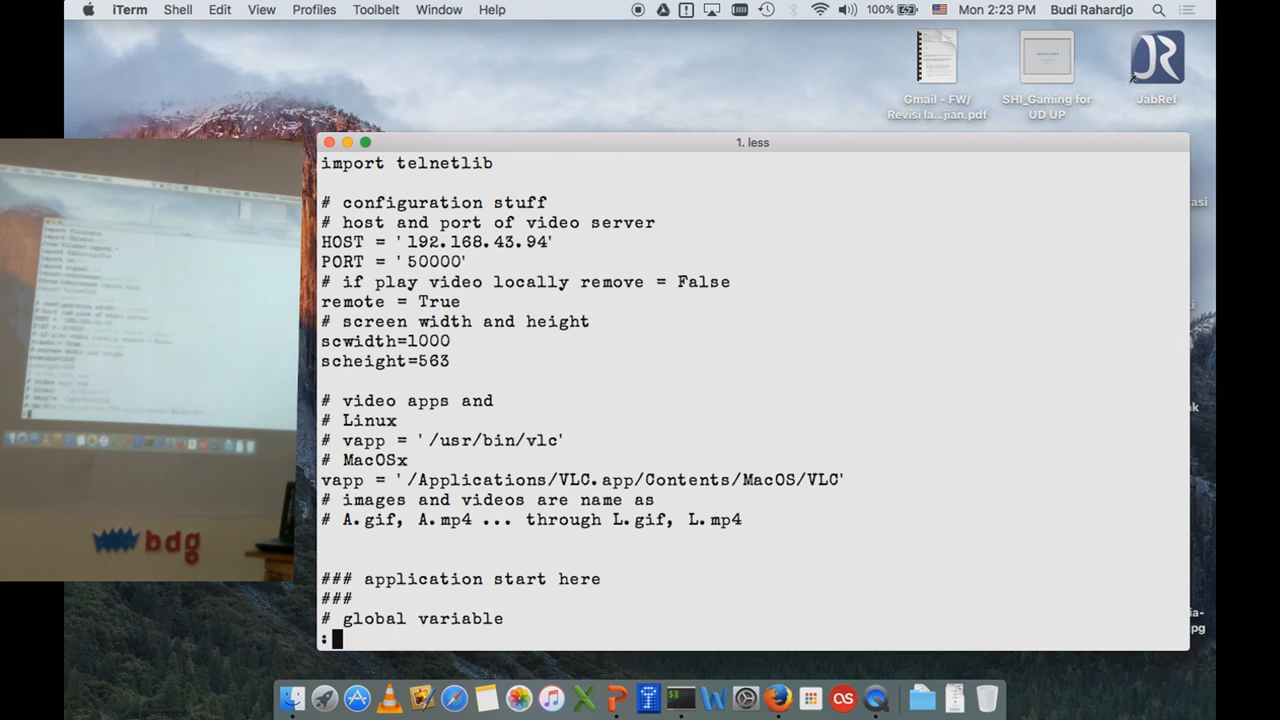 iTerm Shell Edit View Profiles Toolbelt Window Help 100% Mon 2:23 PM Budi Rahardjo
Gmail - FW/
Revisi la...jian.pdf
SHI_Gaming for
UD UP
JabRef
1. less
import telnetlib
# configuration stuff
# host and port of video server
HOST = '192.168.43.94'
PORT = '50000'
# if play video locally remove = False
remote = True
# screen width and height
scwidth=1000
scheight=563
# video apps and
# Linux
# vapp = '/usr/bin/vlc'
# MacOSx
vapp = '/Applications/VLC.app/Contents/MacOS/VLC'
# images and videos are name as
# A.gif, A.mp4 ... through L.gif, L.mp4
### application start here
###
# global variable
:
bdg